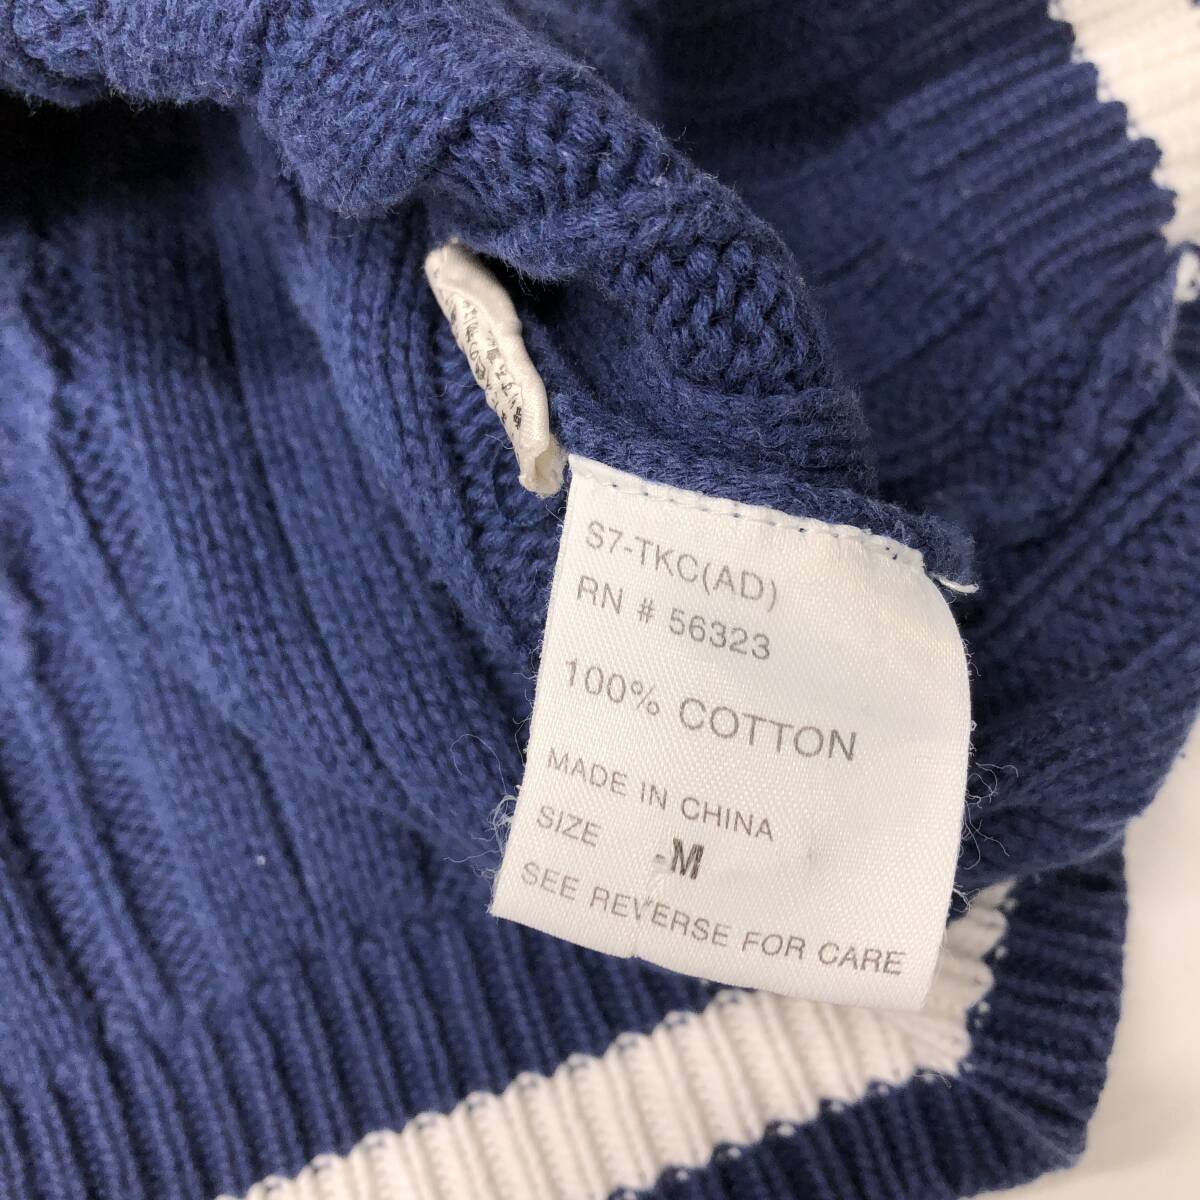 S7-TKC(AD)
RN # 56323
100% COTTON
MADE IN CHINA
SIZE -M
SEE REVERSE FOR CARE